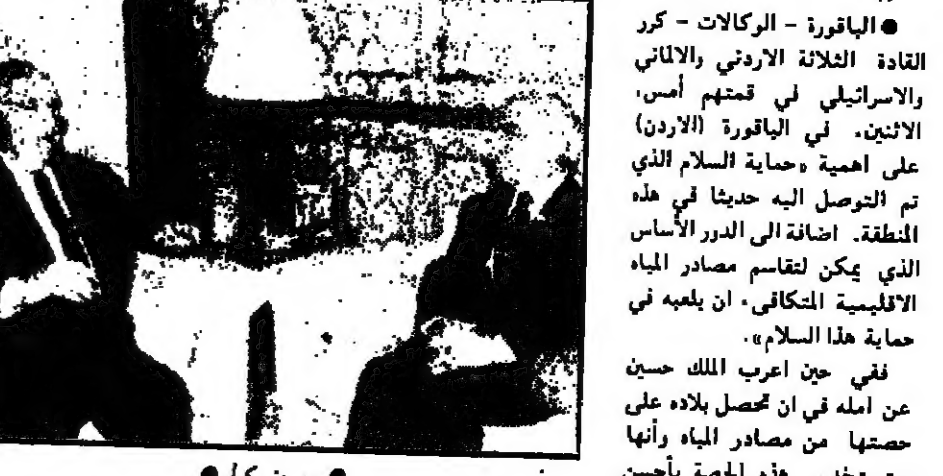 ● الباقورة - الوكالات - كرر
القادة الثلاثة الاردني والالماني
والاسرائيلي في قمتهم أمس،
الاثنين، في الباقورة (الاردن)
على اهمية «حماية السلام الذي
تم التوصل اليه حديثا في هذه
المنطقة، اضافة الى الدور الأساس
الذي يمكن لتقاسم مصادر المياه
الاقليمية المتكافىء ان يلعبه في
حماية هذا السلام».
ففي حين اعرب الملك حسين
عن امله في ان تحصل بلاده على
حصتها من مصادر المياه وأنها
هذه الحصة بأحسن